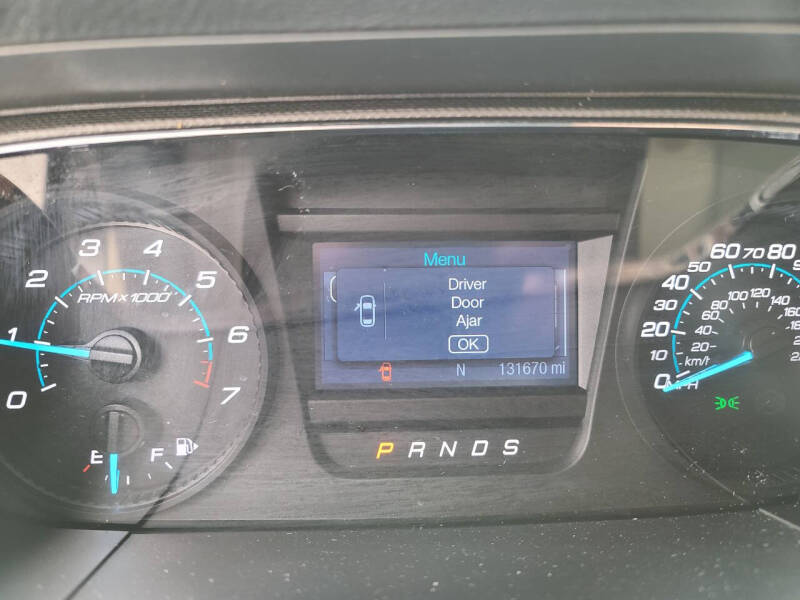 Menu
Driver
Door
Ajar
OK
N 131670 mi
P R N D S
0 1 2 3 4 5 6 7
RPM×1000
E F
0 10 20 30 40 50 60 70 80
20 40 60 80 100 120 140 160
km/t
MPH